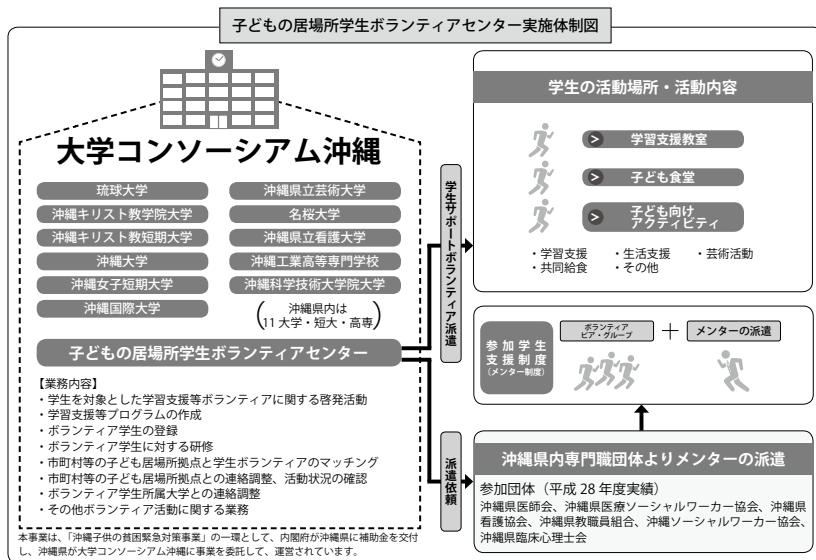 子どもの居場所学生ボランティアセンター実施体制図
大学コンソーシアム沖縄
琉球大学
沖縄キリスト教学院大学
沖縄キリスト教短期大学
沖縄大学
沖縄女子短期大学
沖縄国際大学
沖縄県立芸術大学
名桜大学
沖縄県立看護大学
沖縄工業高等専門学校
沖縄科学技術大学院大学
(沖縄県内は
11大学・短大・高専)
子どもの居場所学生ボランティアセンター
【業務内容】
・学生を対象とした学習支援等ボランティアに関する啓発活動
・学習支援等プログラムの作成
・ボランティア学生の登録
・ボランティア学生に対する研修
・市町村等の子ども居場所拠点と学生ボランティアのマッチング
・市町村等の子ども居場所拠点との連絡調整、活動状況の確認
・ボランティア学生所属大学との連絡調整
・その他ボランティア活動に関する業務
本事業は、「沖縄子供の貧困緊急対策事業」の一環として、内閣府が沖縄県に補助金を交付
し、沖縄県が大学コンソーシアム沖縄に事業を委託して、運営されています。
学生サポートボランティア派遣
派遣依頼
学生の活動場所・活動内容
> 学習支援教室
> 子ども食堂
> 子ども向け
アクティビティ
・学習支援 ・生活支援 ・芸術活動
・共同給食 ・その他
参加学生
支援制度
(メンター制度)
ボランティア
ピア・グループ
+
メンターの派遣
沖縄県内専門職団体よりメンターの派遣
参加団体(平成28年度実績)
沖縄県医師会、沖縄県医療ソーシャルワーカー協会、沖縄県
看護協会、沖縄県教職員組合、沖縄ソーシャルワーカー協会、
沖縄県臨床心理士会